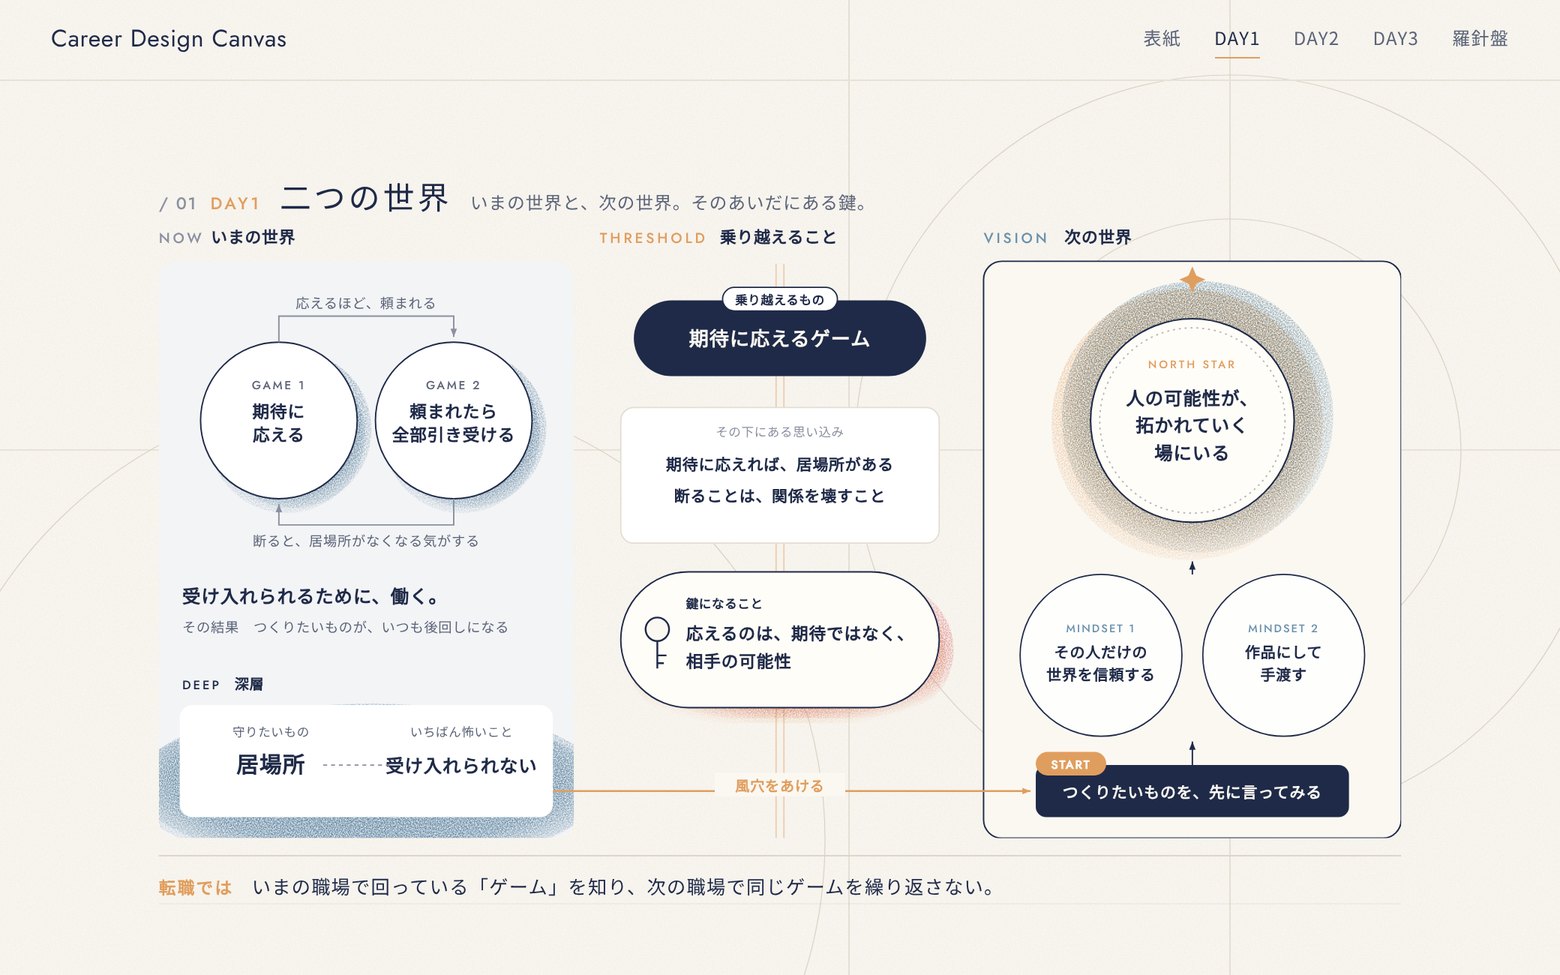 Career Design Canvas
表紙 DAY1 DAY2 DAY3 羅針盤
/ 01 DAY1 二つの世界 いまの世界と、次の世界。そのあいだにある鍵。
NOW いまの世界
応えるほど、頼まれる
GAME 1
期待に
応える
GAME 2
頼まれたら
全部引き受ける
断ると、居場所がなくなる気がする
受け入れられるために、働く。
その結果 つくりたいものが、いつも後回しになる
DEEP 深層
守りたいもの
居場所
いちばん怖いこと
受け入れられない
THRESHOLD 乗り越えること
乗り越えるもの
期待に応えるゲーム
その下にある思い込み
期待に応えれば、居場所がある
断ることは、関係を壊すこと
鍵になること
応えるのは、期待ではなく、
相手の可能性
風穴をあける
VISION 次の世界
NORTH STAR
人の可能性が、
拓かれていく
場にいる
MINDSET 1
その人だけの
世界を信頼する
MINDSET 2
作品にして
手渡す
START
つくりたいものを、先に言ってみる
転職では いまの職場で回っている「ゲーム」を知り、次の職場で同じゲームを繰り返さない。